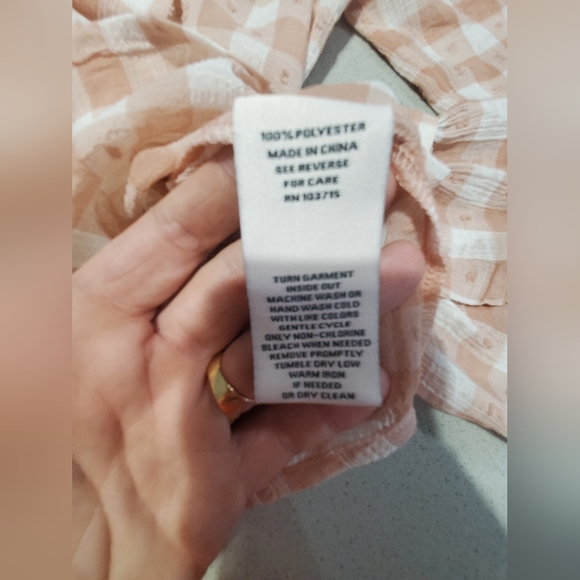 100% POLYESTER
MADE IN CHINA
SEE REVERSE
FOR CARE
RN 103715
TURN GARMENT
INSIDE OUT
MACHINE WASH OR
HAND WASH COLD
WITH LIKE COLORS
GENTLE CYCLE
ONLY NON-CHLORINE
BLEACH WHEN NEEDED
REMOVE PROMPTLY
TUMBLE DRY LOW
WARM IRON
IF NEEDED
OR DRY CLEAN